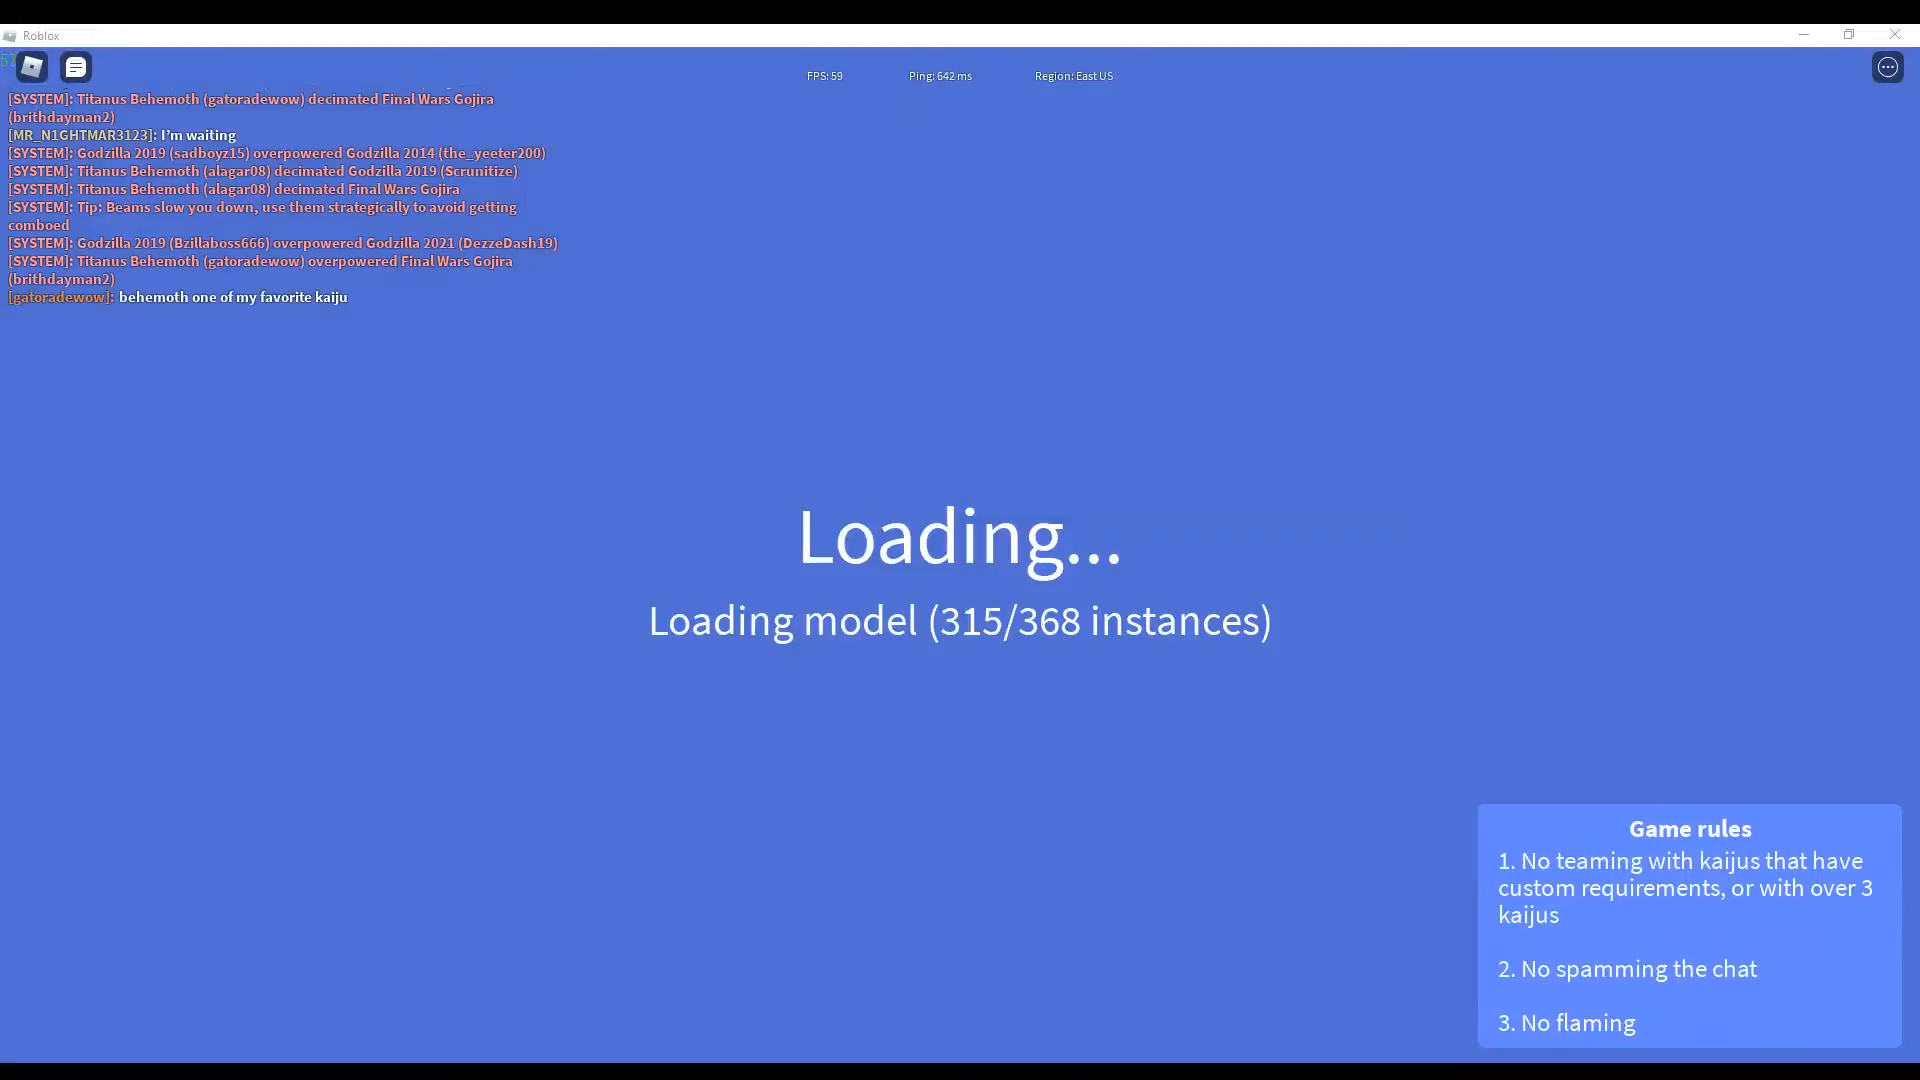 Roblox
57
FPS: 59
Ping: 642 ms
Region: East US
[SYSTEM]: Titanus Behemoth (gatoradewow) decimated Final Wars Gojira
(brithdayman2)
[MR_N1GHTMAR3123]: I'm waiting
[SYSTEM]: Godzilla 2019 (sadboyz15) overpowered Godzilla 2014 (the_yeeter200)
[SYSTEM]: Titanus Behemoth (alagar08) decimated Godzilla 2019 (Scrunitize)
[SYSTEM]: Titanus Behemoth (alagar08) decimated Final Wars Gojira
[SYSTEM]: Tip: Beams slow you down, use them strategically to avoid getting
comboed
[SYSTEM]: Godzilla 2019 (Bzillaboss666) overpowered Godzilla 2021 (DezzeDash19)
[SYSTEM]: Titanus Behemoth (gatoradewow) overpowered Final Wars Gojira
(brithdayman2)
[gatoradewow]: behemoth one of my favorite kaiju
Loading...
Loading model (315/368 instances)
Game rules
1. No teaming with kaijus that have
custom requirements, or with over 3
kaijus
2. No spamming the chat
3. No flaming